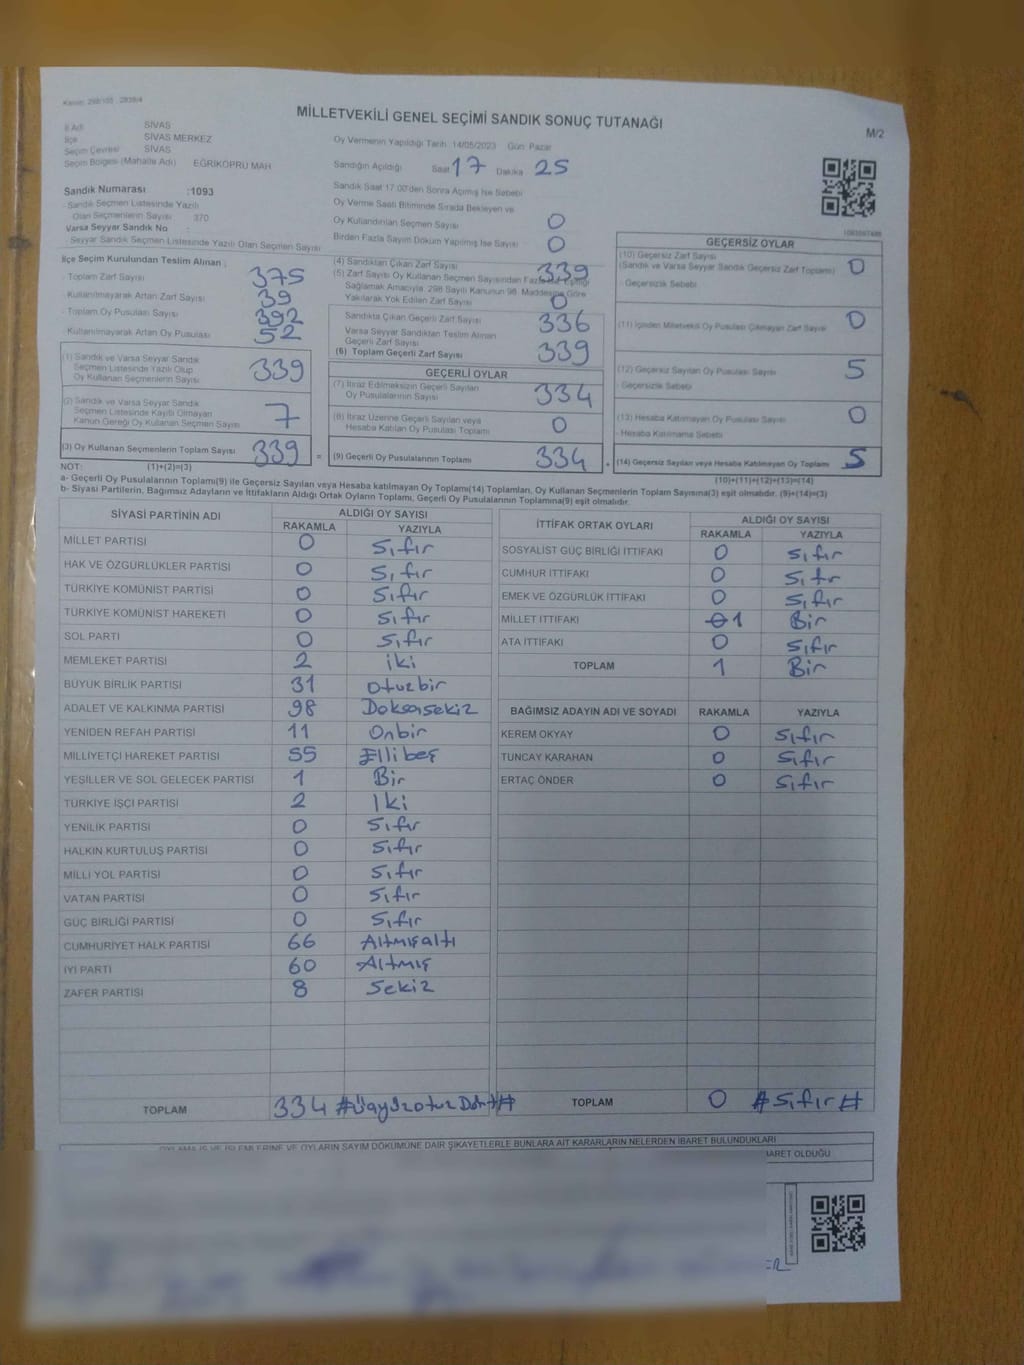 Kanun: 298/105 - 2839/4
MİLLETVEKİLİ GENEL SEÇİMİ SANDIK SONUÇ TUTANAĞI
M/2
İl Adı SİVAS
İlçe SİVAS MERKEZ
Seçim Çevresi SİVAS
Seçim Bölgesi (Mahalle Adı) EĞRİKÖPRÜ MAH
Sandık Numarası :1093
Sandık Seçmen Listesinde Yazılı
Olan Seçmenlerin Sayısı 370
Varsa Seyyar Sandık No :
Seyyar Sandık Seçmen Listesinde Yazılı Olan Seçmen Sayısı
Oy Vermenin Yapıldığı Tarih 14/05/2023 Gün Pazar
Sandığın Açıldığı Saat 17 Dakika 25
Sandık Saat 17.00'den Sonra Açılmış İse Sebebi
Oy Verme Saati Bitiminde Sırada Bekleyen ve
Oy Kullandırılan Seçmen Sayısı 0
Birden Fazla Sayım Döküm Yapılmış İse Sayısı 0
İlçe Seçim Kurulundan Teslim Alınan :
Toplam Zarf Sayısı 375
Kullanılmayarak Artan Zarf Sayısı 39
Toplam Oy Pusulası Sayısı 392
Kullanılmayarak Artan Oy Pusulası 52
(1) Sandık ve Varsa Seyyar Sandık
Seçmen Listesinde Yazılı Olup
Oy Kullanan Seçmenlerin Sayısı 339
(2) Sandık ve Varsa Seyyar Sandık
Seçmen Listesinde Kaydı Olmayan
Kanun Gereği Oy Kullanan Seçmen Sayısı 7
(3) Oy Kullanan Seçmenlerin Toplam Sayısı 339 =
(4) Sandıktan Çıkan Zarf Sayısı 339
(5) Zarf Sayısı Oy Kullanan Seçmen Sayısından Fazla İse, Eşitliği
Sağlamak Amacıyla, 298 Sayılı Kanunun 98. Maddesine Göre
Yakılarak Yok Edilen Zarf Sayısı 0
Sandıkta Çıkan Geçerli Zarf Sayısı 336
Varsa Seyyar Sandıktan Teslim Alınan
Geçerli Zarf Sayısı
(6) Toplam Geçerli Zarf Sayısı 339
GEÇERLİ OYLAR
(7) İtiraz Edilmeksizin Geçerli Sayılan
Oy Pusulalarının Sayısı 334
(8) İtiraz Üzerine Geçerli Sayılan veya
Hesaba Katılan Oy Pusulası Toplamı 0
(9) Geçerli Oy Pusulalarının Toplamı 334 +
GEÇERSİZ OYLAR
(10) Geçersiz Zarf Sayısı
(Sandık ve Varsa Seyyar Sandık Geçersiz Zarf Toplamı) 0
- Geçersizlik Sebebi
(11) İçinden Milletvekili Oy Pusulası Çıkmayan Zarf Sayısı 0
(12) Geçersiz Sayılan Oy Pusulası Sayısı 5
- Geçersizlik Sebebi
(13) Hesaba Katılmayan Oy Pusulası Sayısı 0
- Hesaba Katılmama Sebebi
(14) Geçersiz Sayılan veya Hesaba Katılmayan Oy Toplamı 5
NOT: (1)+(2)=(3) (10)+(11)+(12)+(13)=(14)
a- Geçerli Oy Pusulalarının Toplamı(9) ile Geçersiz Sayılan veya Hesaba Katılmayan Oy Toplamı(14) Toplamları, Oy Kullanan Seçmenlerin Toplam Sayısına(3) eşit olmalıdır. (9)+(14)=(3)
b- Siyasi Partilerin, Bağımsız Adayların ve İttifakların Aldığı Ortak Oyların Toplamı, Geçerli Oy Pusulalarının Toplamına(9) eşit olmalıdır.
SİYASİ PARTİNİN ADI ALDIĞI OY SAYISI
RAKAMLA YAZIYLA
MİLLET PARTİSİ 0 Sıfır
HAK VE ÖZGÜRLÜKLER PARTİSİ 0 Sıfır
TÜRKİYE KOMÜNİST PARTİSİ 0 Sıfır
TÜRKİYE KOMÜNİST HAREKETİ 0 Sıfır
SOL PARTİ 0 Sıfır
MEMLEKET PARTİSİ 2 iki
BÜYÜK BİRLİK PARTİSİ 31 Otuzbir
ADALET VE KALKINMA PARTİSİ 98 Doksasekiz
YENİDEN REFAH PARTİSİ 11 Onbir
MİLLİYETÇİ HAREKET PARTİSİ 55 Ellibeş
YEŞİLLER VE SOL GELECEK PARTİSİ 1 Bir
TÜRKİYE İŞÇİ PARTİSİ 2 İki
YENİLİK PARTİSİ 0 Sıfır
HALKIN KURTULUŞ PARTİSİ 0 Sıfır
MİLLİ YOL PARTİSİ 0 Sıfır
VATAN PARTİSİ 0 Sıfır
GÜÇ BİRLİĞİ PARTİSİ 0 Sıfır
CUMHURİYET HALK PARTİSİ 66 Altmışaltı
İYİ PARTİ 60 Altmış
ZAFER PARTİSİ 8 Sekiz
TOPLAM 334 #ÜçyüzotuzDört#
İTTİFAK ORTAK OYLARI ALDIĞI OY SAYISI
RAKAMLA YAZIYLA
SOSYALİST GÜÇ BİRLİĞİ İTTİFAKI 0 Sıfır
CUMHUR İTTİFAKI 0 Sıfır
EMEK VE ÖZGÜRLÜK İTTİFAKI 0 Sıfır
MİLLET İTTİFAKI 0 1 Bir
ATA İTTİFAKI 0 Sıfır
TOPLAM 1 Bir
BAĞIMSIZ ADAYIN ADI VE SOYADI RAKAMLA YAZIYLA
KEREM OKYAY 0 Sıfır
TUNCAY KARAHAN 0 Sıfır
ERTAÇ ÖNDER 0 Sıfır
TOPLAM 0 #Sıfır#
OYLAMA İŞ VE İŞLEMLERİNE VE OYLARIN SAYIM DÖKÜMÜNE DAİR ŞİKAYETLERLE BUNLARA AİT KARARLARIN NELERDEN İBARET BULUNDUKLARI
İBARET OLDUĞU